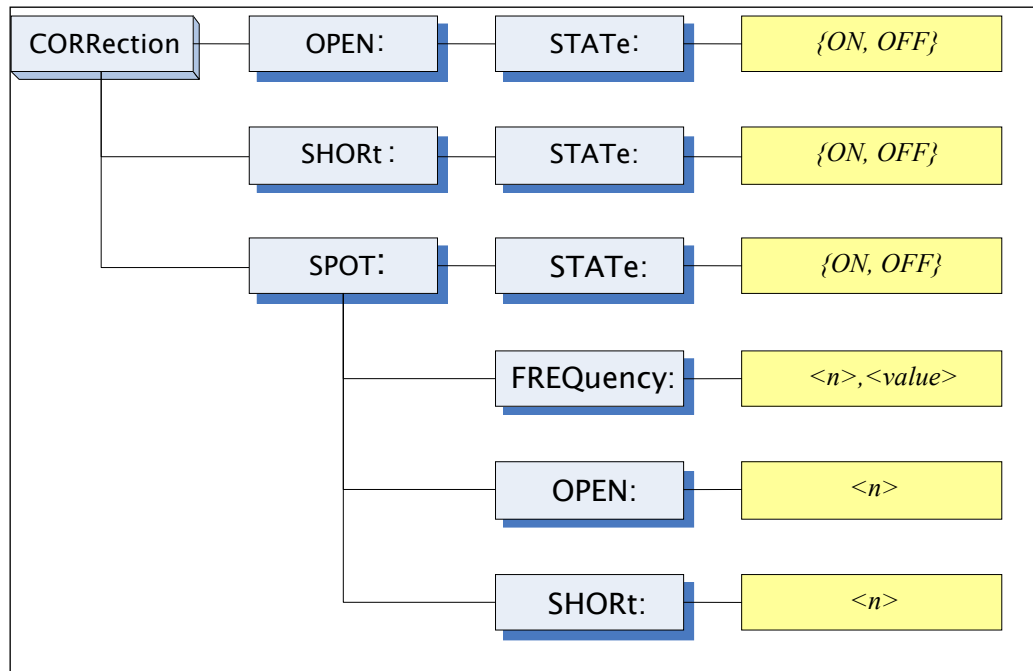 CORRection OPEN: STATe: {ON, OFF}
SHORt : STATe: {ON, OFF}
SPOT: STATe: {ON, OFF}
FREQuency: <n>,<value>
OPEN: <n>
SHORt: <n>